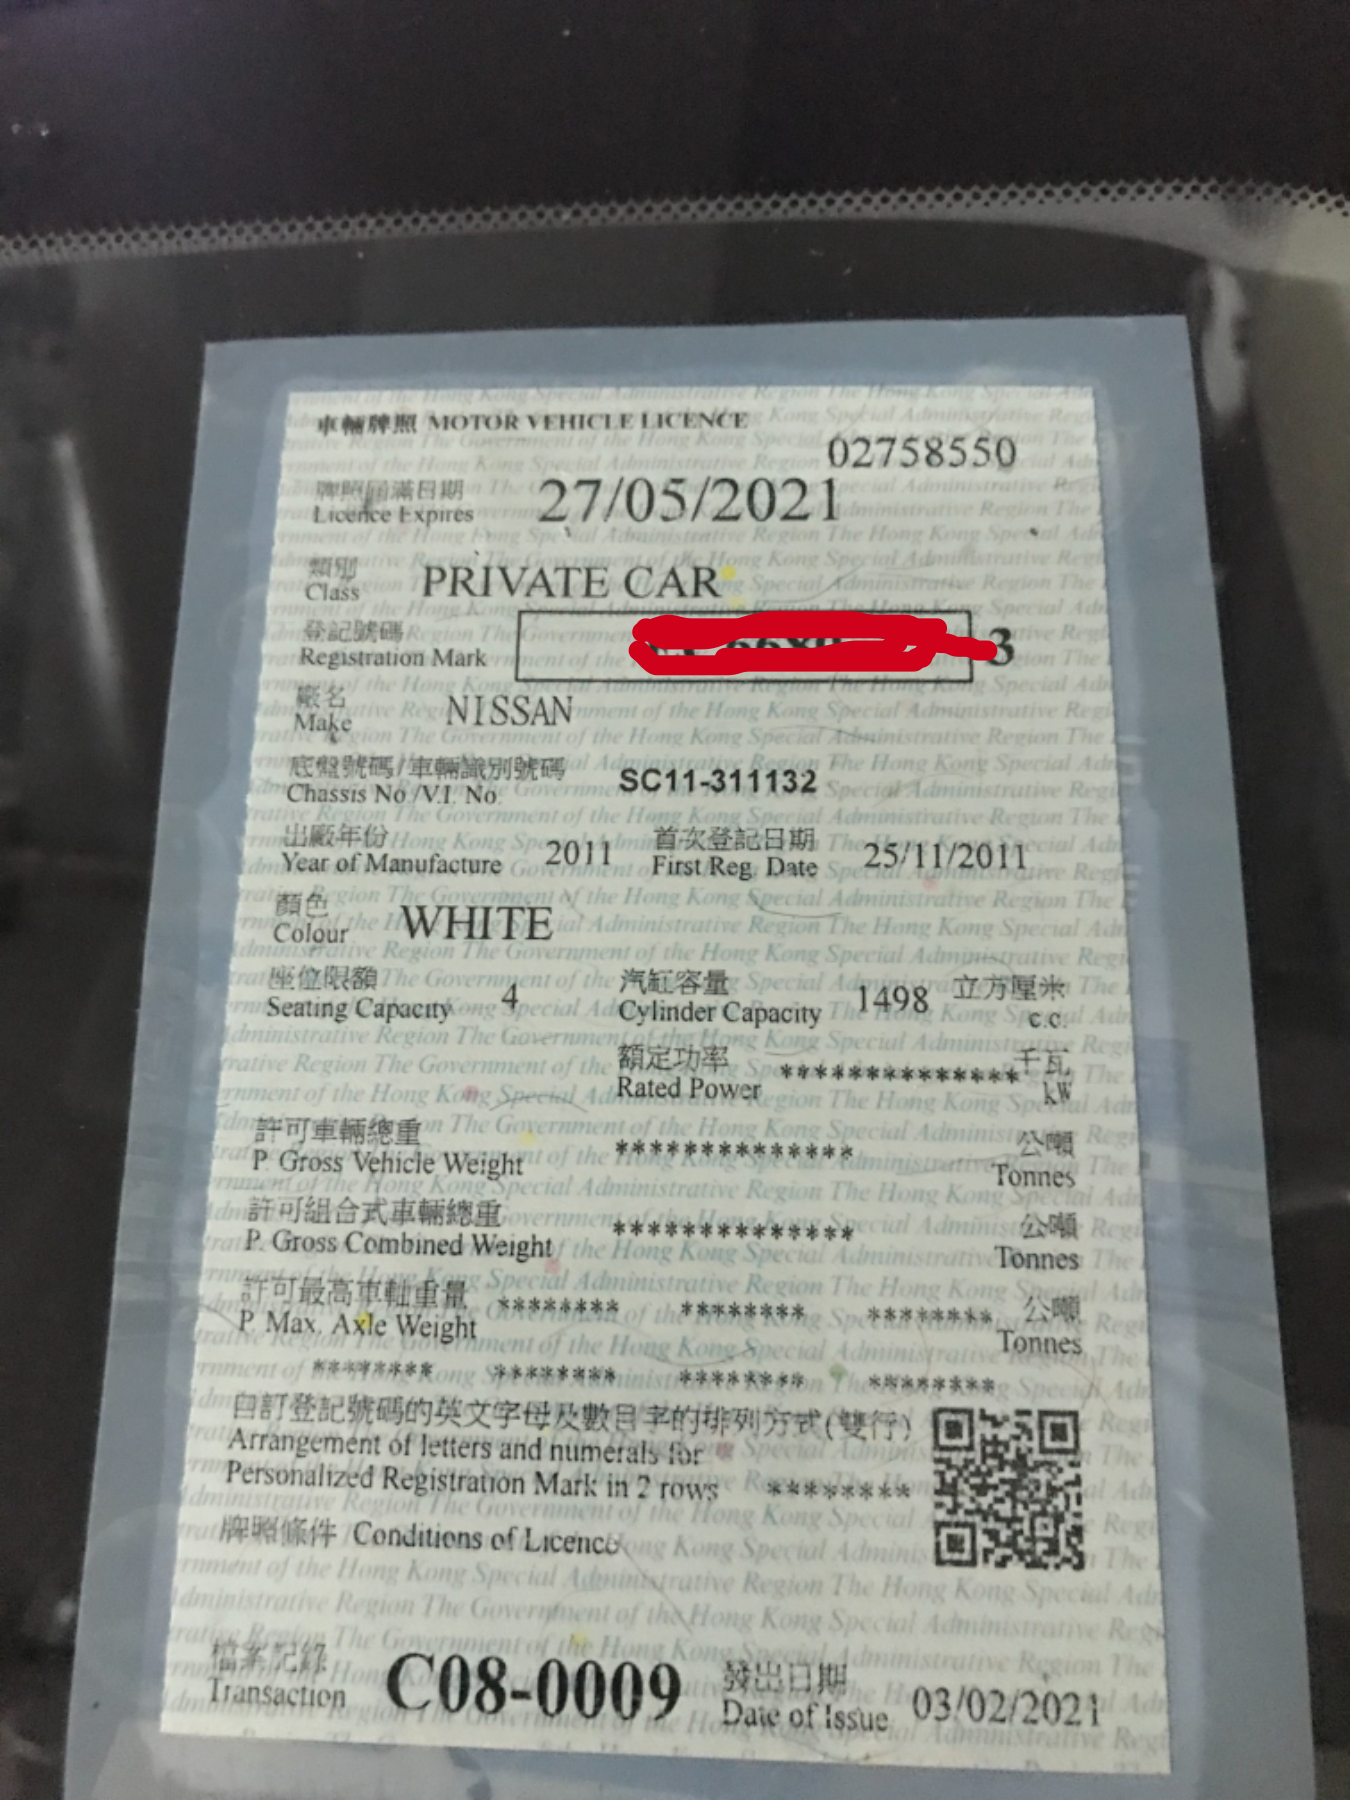 車輛牌照 MOTOR VEHICLE LICENCE
02758550
牌照屆滿日期
Licence Expires 27/05/2021
類別
Class PRIVATE CAR
登記號碼
Registration Mark 3
廠名
Make NISSAN
底盤號碼/車輛識別號碼
Chassis No./V.I. No. SC11-311132
出廠年份 首次登記日期
Year of Manufacture 2011 First Reg. Date 25/11/2011
顏色
Colour WHITE
座位限額 汽缸容量 立方厘米
Seating Capacity 4 Cylinder Capacity 1498 c.c.
額定功率 千瓦
Rated Power ************** kW
許可車輛總重 公噸
P. Gross Vehicle Weight ************** Tonnes
許可組合式車輛總重 公噸
P. Gross Combined Weight ************** Tonnes
許可最高車軸重量 ******** ******** ******** 公噸
P. Max. Axle Weight Tonnes
******** ******** ******** ********
自訂登記號碼的英文字母及數目字的排列方式(雙行)
Arrangement of letters and numerals for
Personalized Registration Mark in 2 rows ********
牌照條件 Conditions of Licence
檔案記錄 發出日期
Transaction C08-0009 Date of Issue 03/02/2021